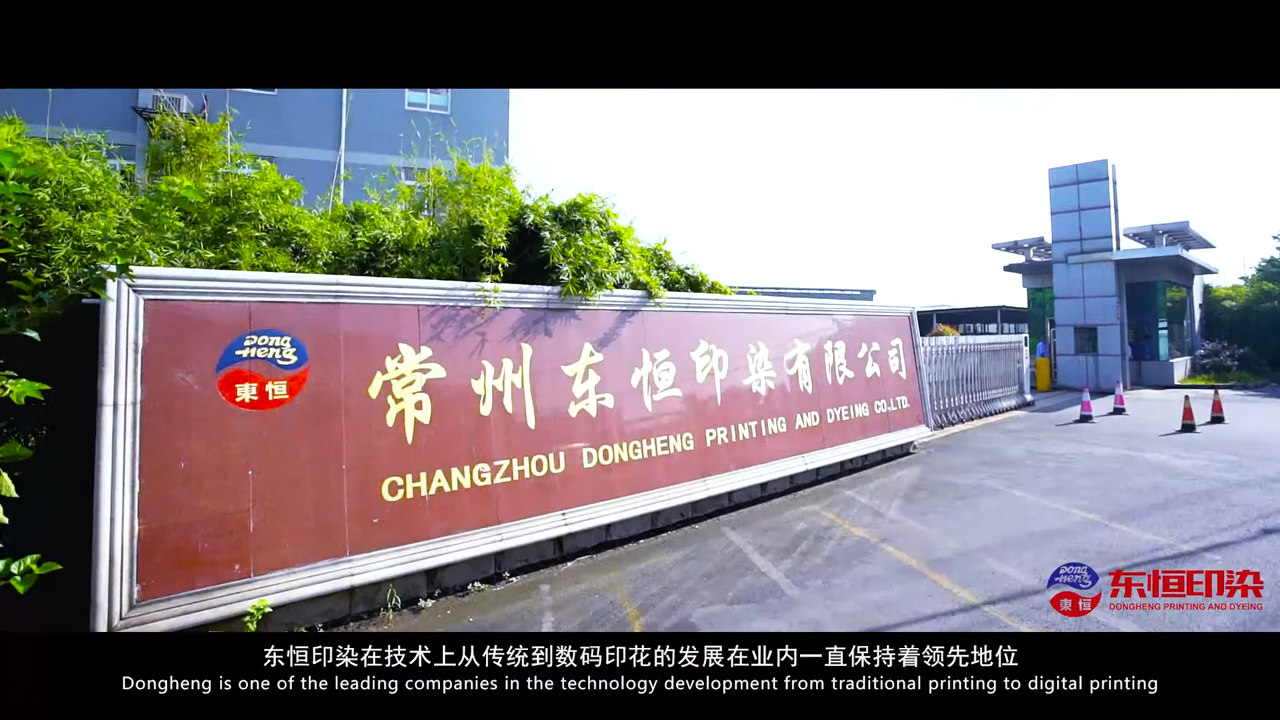 Dong
Heng
東恒
常州东恒印染有限公司
CHANGZHOU DONGHENG PRINTING AND DYEING CO.LTD.
Dong
Heng
東恒
东恒印染
DONGHENG PRINTING AND DYEING
东恒印染在技术上从传统到数码印花的发展在业内一直保持着领先地位
Dongheng is one of the leading companies in the technology development from traditional printing to digital printing